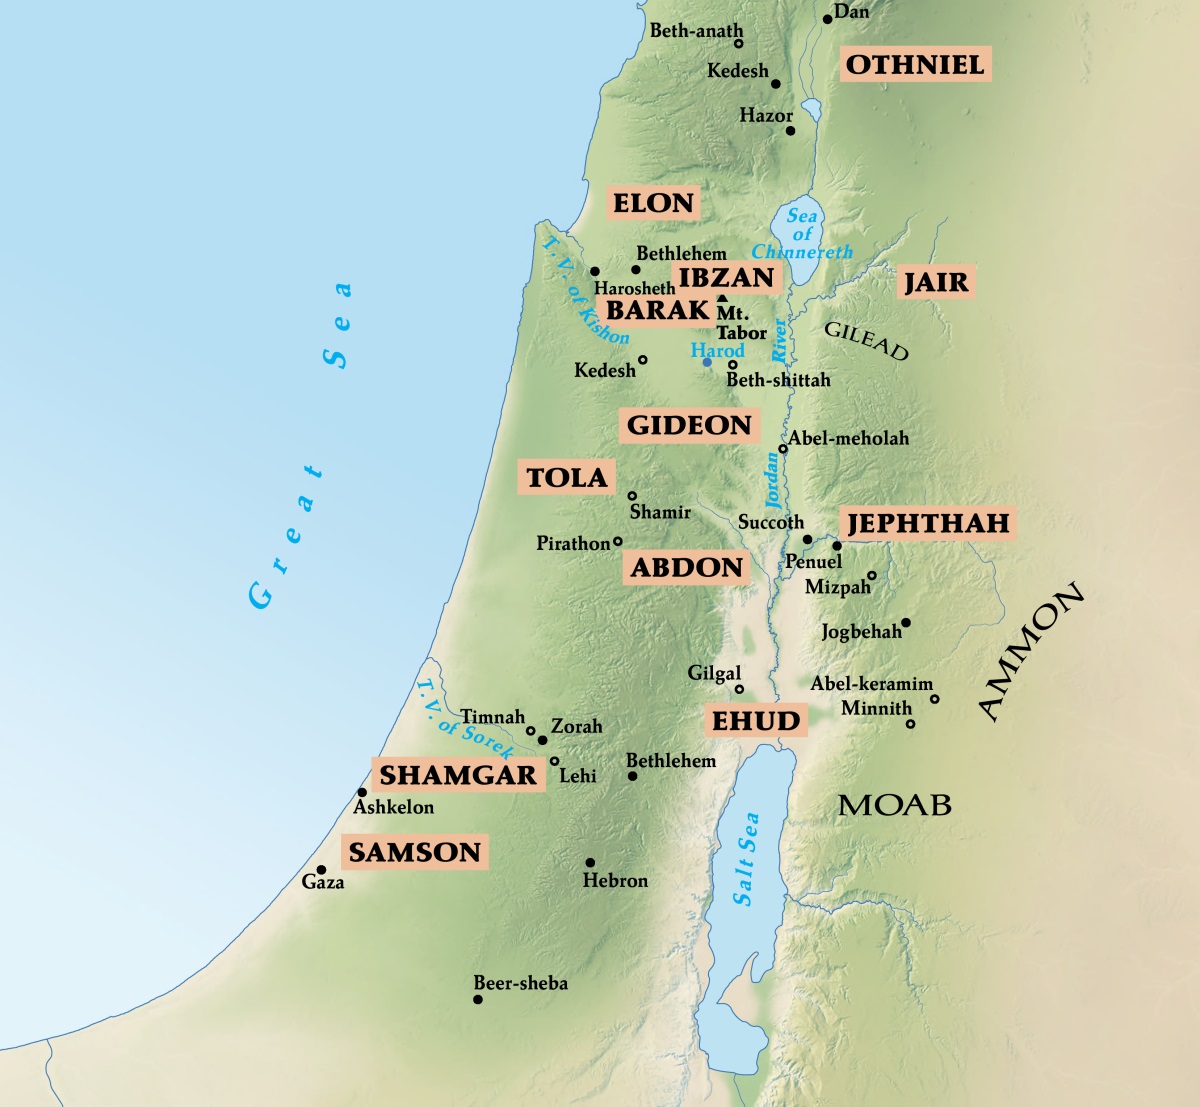 Dan
Beth-anath
OTHNIEL
Kedesh
Hazor
ELON
Sea
of
Chinnereth
T.V. of Kishon
Bethlehem
IBZAN
JAIR
Harosheth
BARAK
Mt.
Tabor
GILEAD
Great Sea
Jordan River
Harod
Kedesh
Beth-shittah
GIDEON
Abel-meholah
TOLA
Shamir
Succoth
JEPHTHAH
Pirathon
Penuel
ABDON
Mizpah
Jogbehah
AMMON
Gilgal
Abel-keramim
Minnith
T.V. of Sorek
Timnah
Zorah
EHUD
Bethlehem
SHAMGAR
Lehi
Ashkelon
MOAB
SAMSON
Salt Sea
Gaza
Hebron
Beer-sheba